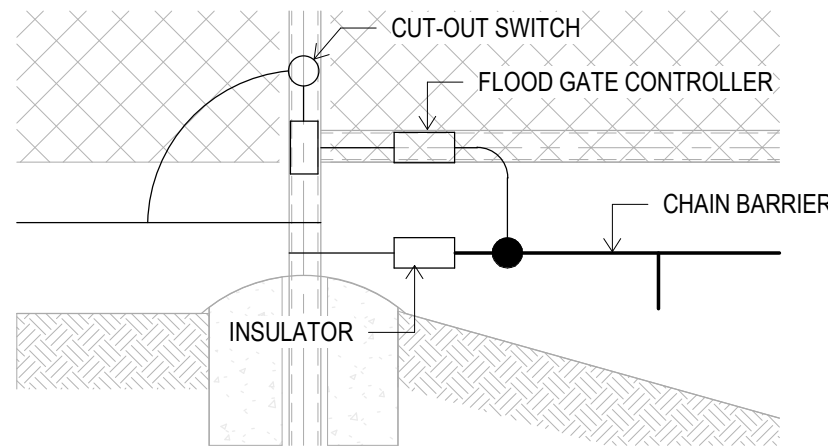 CUT-OUT SWITCH
FLOOD GATE CONTROLLER
CHAIN BARRIER
INSULATOR